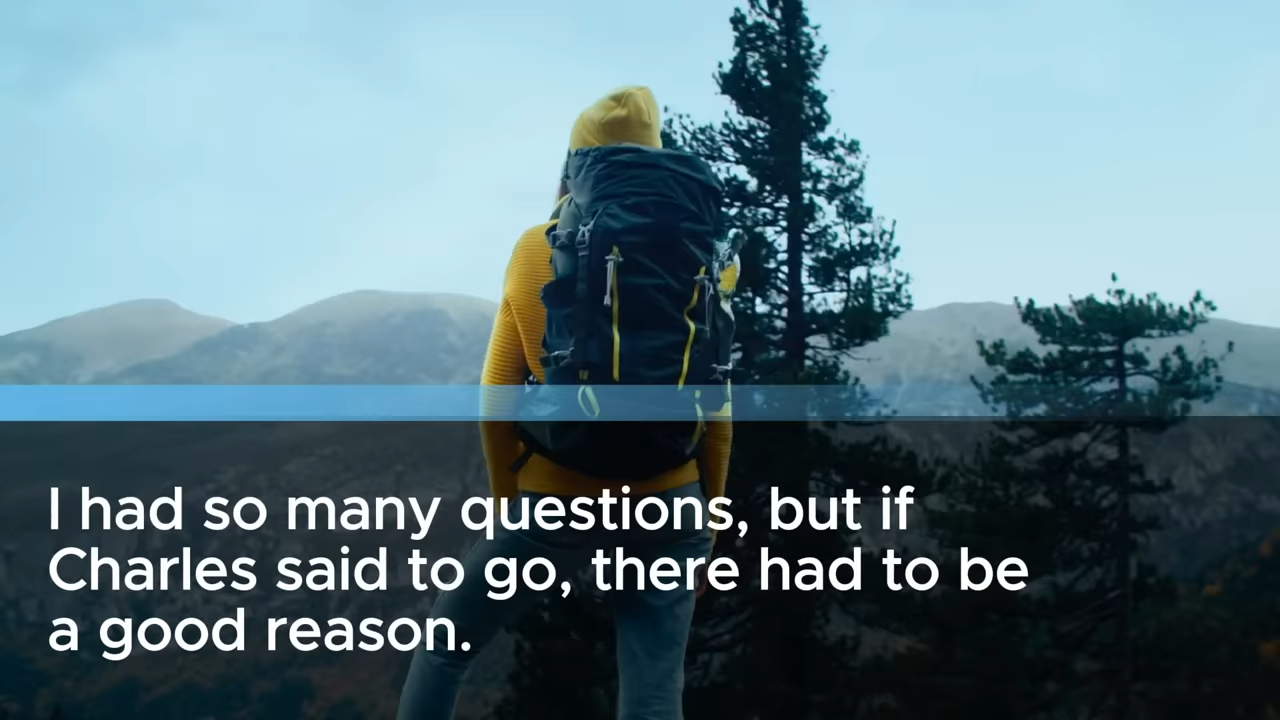 I had so many questions, but if
Charles said to go, there had to be
a good reason.